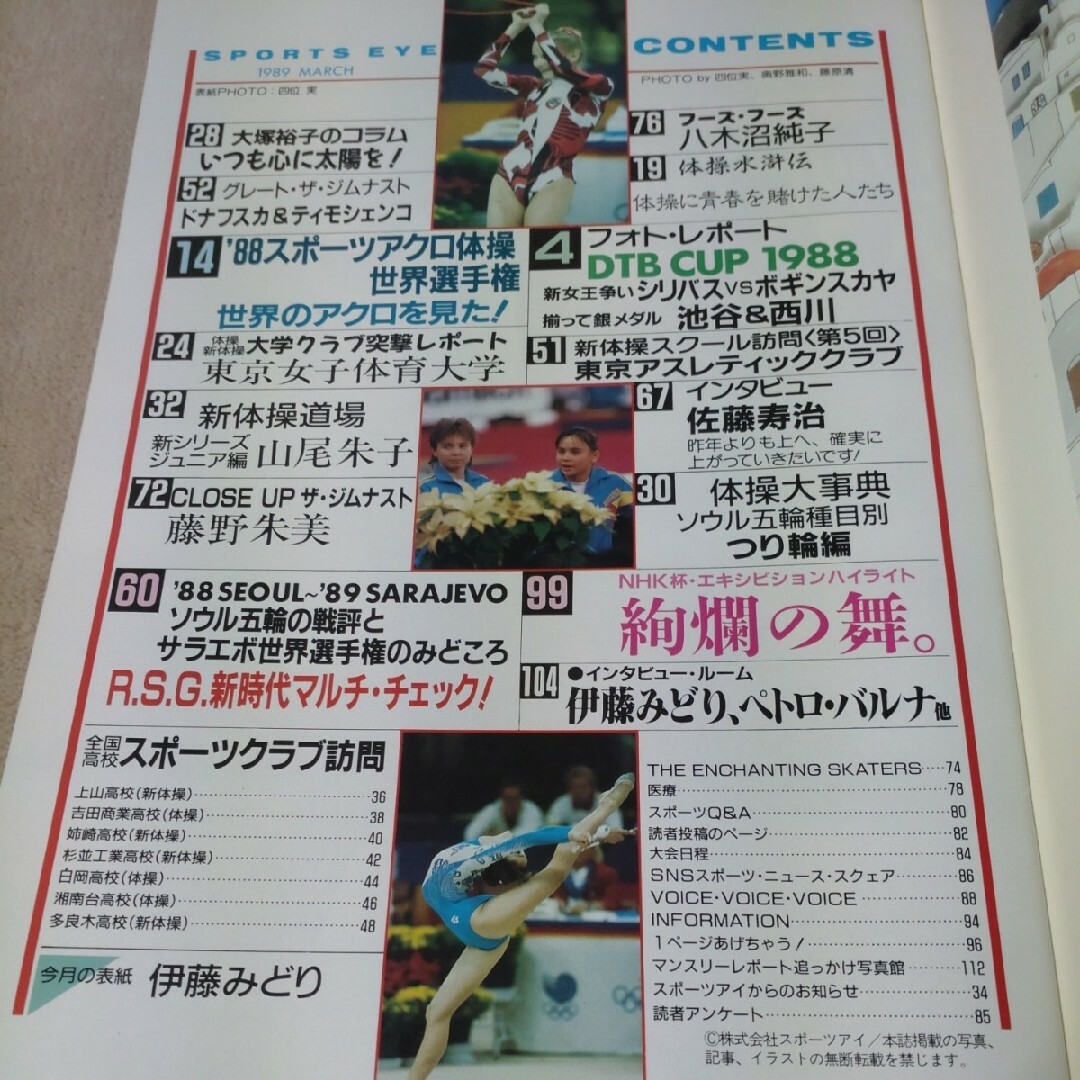 SPORTS EYE CONTENTS
1989 MARCH
表紙PHOTO:四位 実
PHOTO by 四位実、奥野雅和、藤原清
28 大塚裕子のコラム
いつも心に太陽を!
52 グレート・ザ・ジムナスト
ドナフスカ&ティモシェンコ
76 フーズ・フーズ
八木沼純子
19 体操水滸伝
体操に青春を賭けた人たち
14 '88スポーツアクロ体操
世界選手権
世界のアクロを見た!
4 フォト・レポート
DTB CUP 1988
新女王争い シリバスVSボギンスカヤ
揃って銀メダル 池谷&西川
24 体操 新体操 大学クラブ突撃レポート
東京女子体育大学
51 新体操スクール訪問〈第5回〉
東京アスレティッククラブ
32 新体操道場
新シリーズ
ジュニア編 山尾朱子
67 インタビュー
佐藤寿治
昨年よりも上へ、確実に
上がっていきたいです!
72 CLOSE UP ザ・ジムナスト
藤野朱美
30 体操大事典
ソウル五輪種目別
つり輪編
60 '88 SEOUL~'89 SARAJEVO
ソウル五輪の戦評と
サラエボ世界選手権のみどころ
R.S.G.新時代マルチ・チェック!
99 NHK杯・エキシビションハイライト
絢爛の舞。
104 ●インタビュー・ルーム
伊藤みどり、ペトロ・バルナ他
全国
高校 スポーツクラブ訪問
上山高校(新体操) 36
吉田商業高校(体操) 38
姉崎高校(新体操) 40
杉並工業高校(新体操) 42
白岡高校(体操) 44
湘南台高校(体操) 46
多良木高校(新体操) 48
今月の表紙 伊藤みどり
THE ENCHANTING SKATERS 74
医療 78
スポーツQ&A 80
読者投稿のページ 82
大会日程 84
SNSスポーツ・ニュース・スクェア 86
VOICE・VOICE・VOICE 88
INFORMATION 94
1ページあげちゃう! 96
マンスリーレポート追っかけ写真館 112
スポーツアイからのお知らせ 34
読者アンケート 85
©株式会社スポーツアイ/本誌掲載の写真、
記事、イラストの無断転載を禁じます。